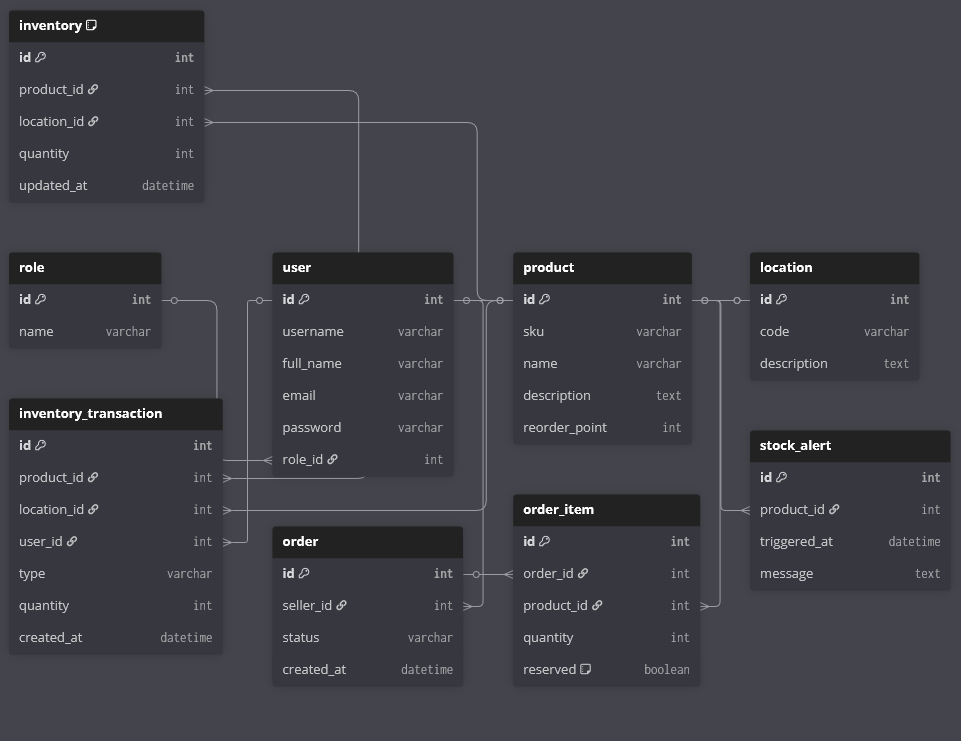 inventory
id int
product_id int
location_id int
quantity int
updated_at datetime
role
id int
name varchar
user
id int
username varchar
full_name varchar
email varchar
password varchar
role_id int
product
id int
sku varchar
name varchar
description text
reorder_point int
location
id int
code varchar
description text
inventory_transaction
id int
product_id int
location_id int
user_id int
type varchar
quantity int
created_at datetime
order
id int
seller_id int
status varchar
created_at datetime
order_item
id int
order_id int
product_id int
quantity int
reserved boolean
stock_alert
id int
product_id int
triggered_at datetime
message text